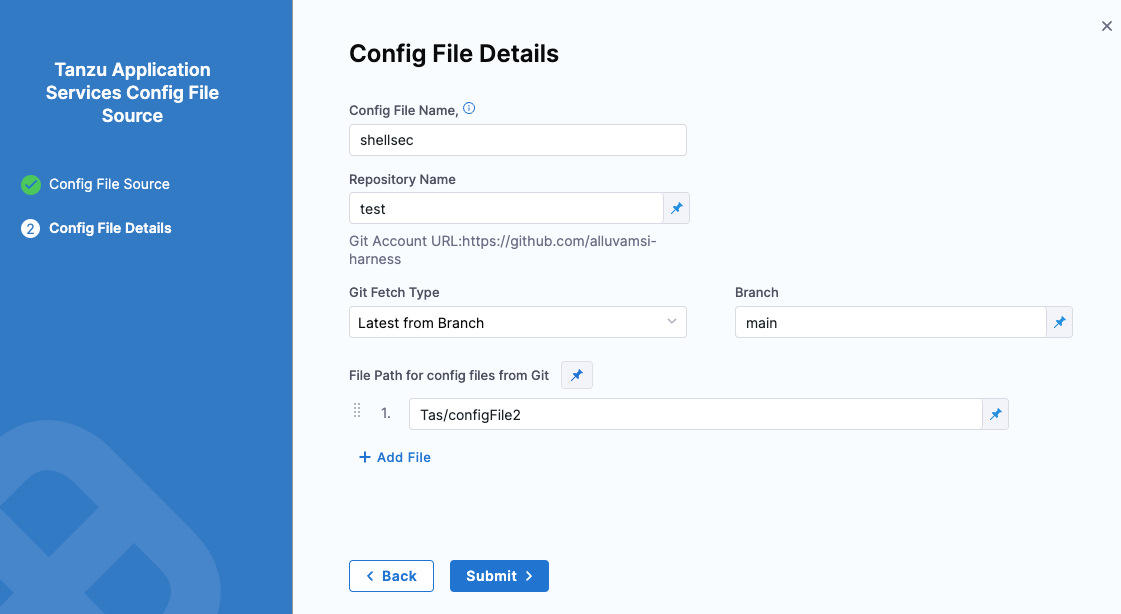 Tanzu Application
Services Config File
Source
Config File Source
2 Config File Details
Config File Details
Config File Name,
shellsec
Repository Name
test
Git Account URL:https://github.com/alluvamsi-
harness
Git Fetch Type
Latest from Branch
Branch
main
File Path for config files from Git
1. Tas/configFile2
+ Add File
Back
Submit